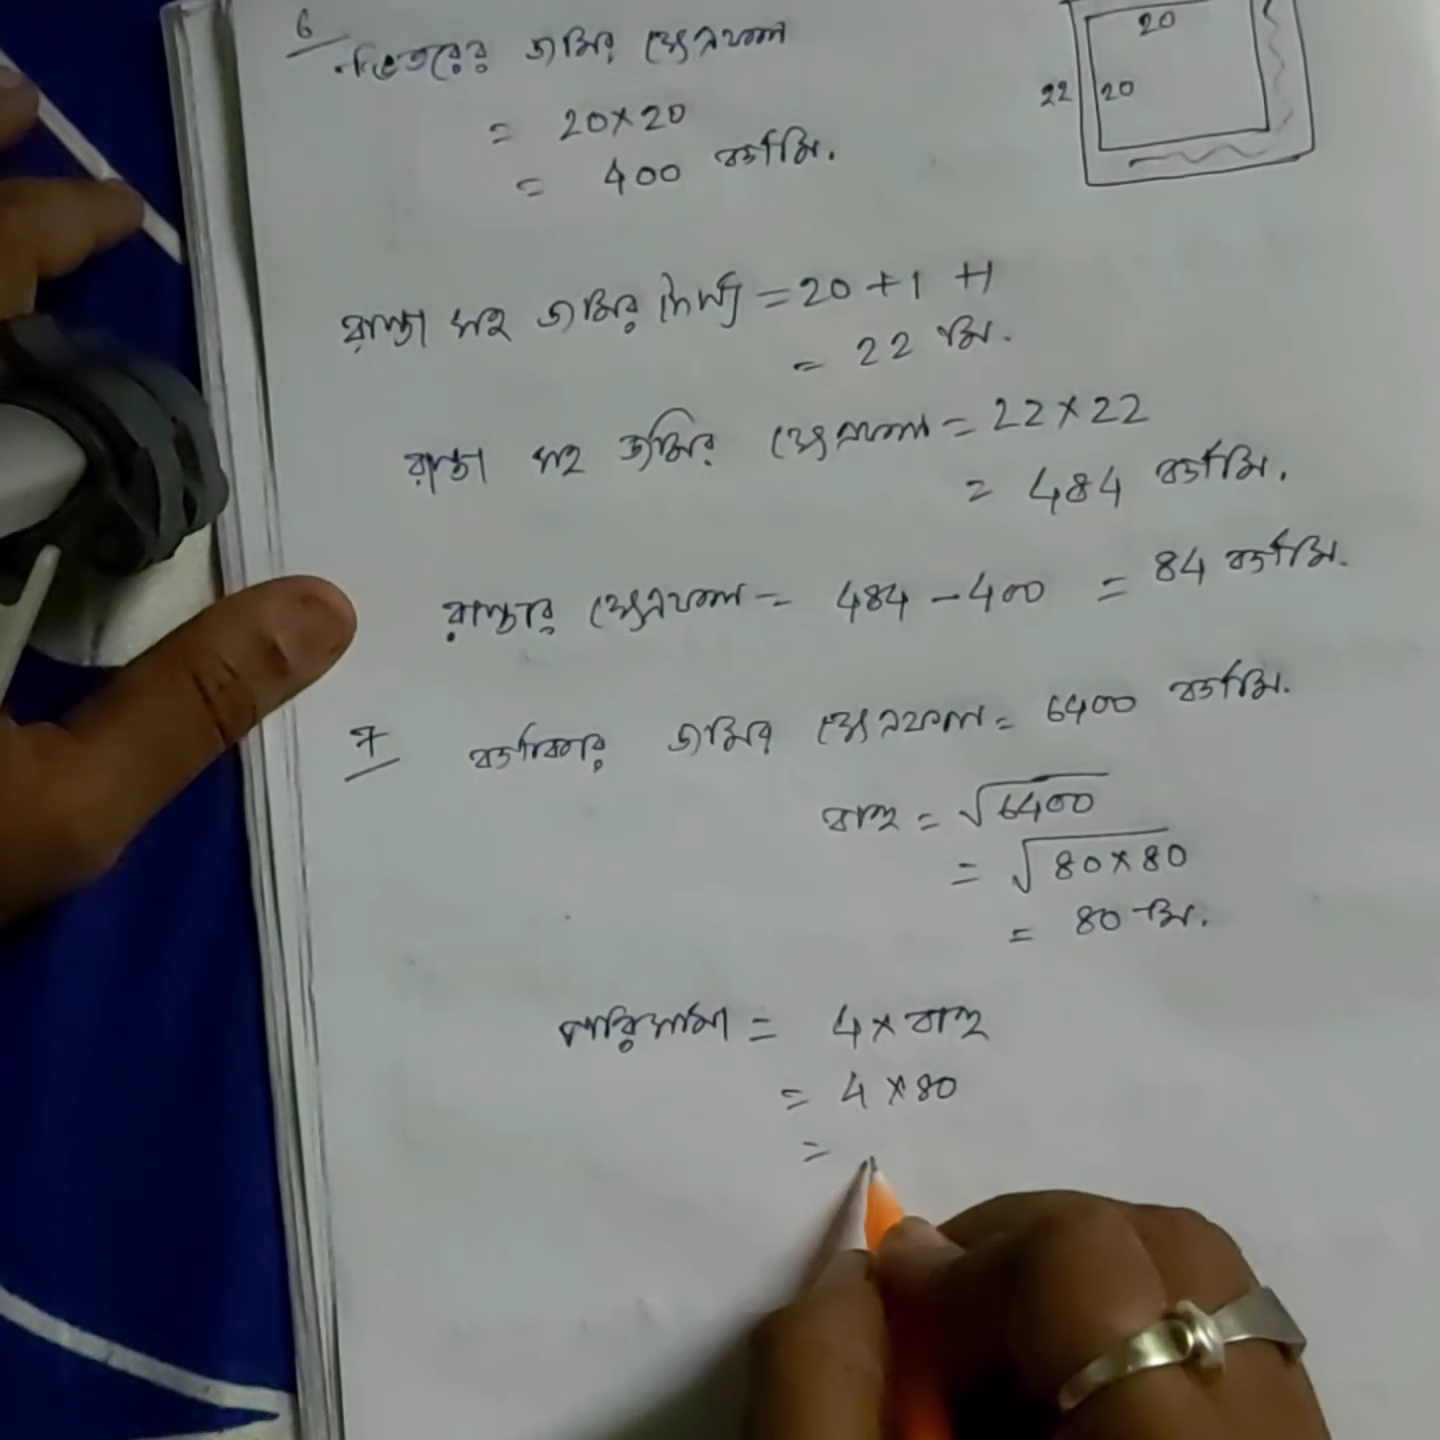 6
ভিতরের জমির ক্ষেত্রফল
20
= 20×20
22 20
= 400 বর্গমি.
রাস্তা সহ জমির দৈর্ঘ্য = 20 + 1 + 1
= 22 মি.
রাস্তা সহ জমির ক্ষেত্রফল = 22×22
= 484 বর্গমি.
রাস্তার ক্ষেত্রফল = 484 - 400 = 84 বর্গমি.
7 বর্গাকার জমির ক্ষেত্রফল = 6400 বর্গমি.
বাহু = √6400
= √80×80
= 80 মি.
পরিসীমা = 4 × বাহু
= 4 × 80
=